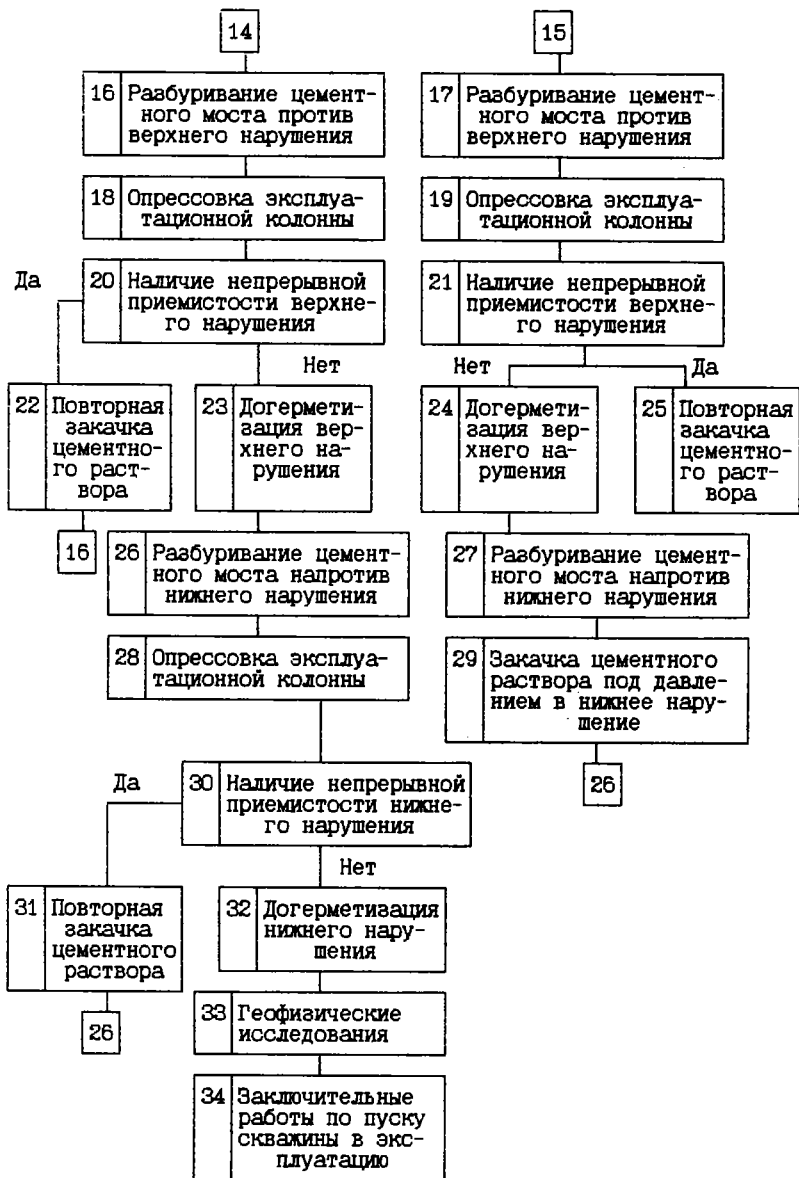 14
15
16 Разбуривание цемент-
ного моста против
верхнего нарушения
17 Разбуривание цемент-
ного моста против
верхнего нарушения
18 Опрессовка эксплуа-
тационной колонны
19 Опрессовка эксплуа-
тационной колонны
Да
20 Наличие непрерывной
приемистости верхне-
го нарушения
21 Наличие непрерывной
приемистости верхне-
го нарушения
Нет
Нет
Да
22 Повторная
закачка
цементно-
го раст-
вора
23 Догермети-
зация вер-
хнего на-
рушения
24 Догермети-
зация вер-
хнего на-
рушения
25 Повторная
закачка
цементно-
го раст-
вора
16
26 Разбуривание цемент-
ного моста напротив
нижнего нарушения
27 Разбуривание цемент-
ного моста напротив
нижнего нарушения
28 Опрессовка эксплуа-
тационной колонны
29 Закачка цементного
раствора под давле-
нием в нижнее нару-
шение
26
Да
30 Наличие непрерывной
приемистости нижне-
го нарушения
Нет
31 Повторная
закачка
цементного
раствора
32 Догерметизация
нижнего нару-
шения
26
33 Геофизические
исследования
34 Заключительные
работы по пуску
скважины в экс-
плуатацию